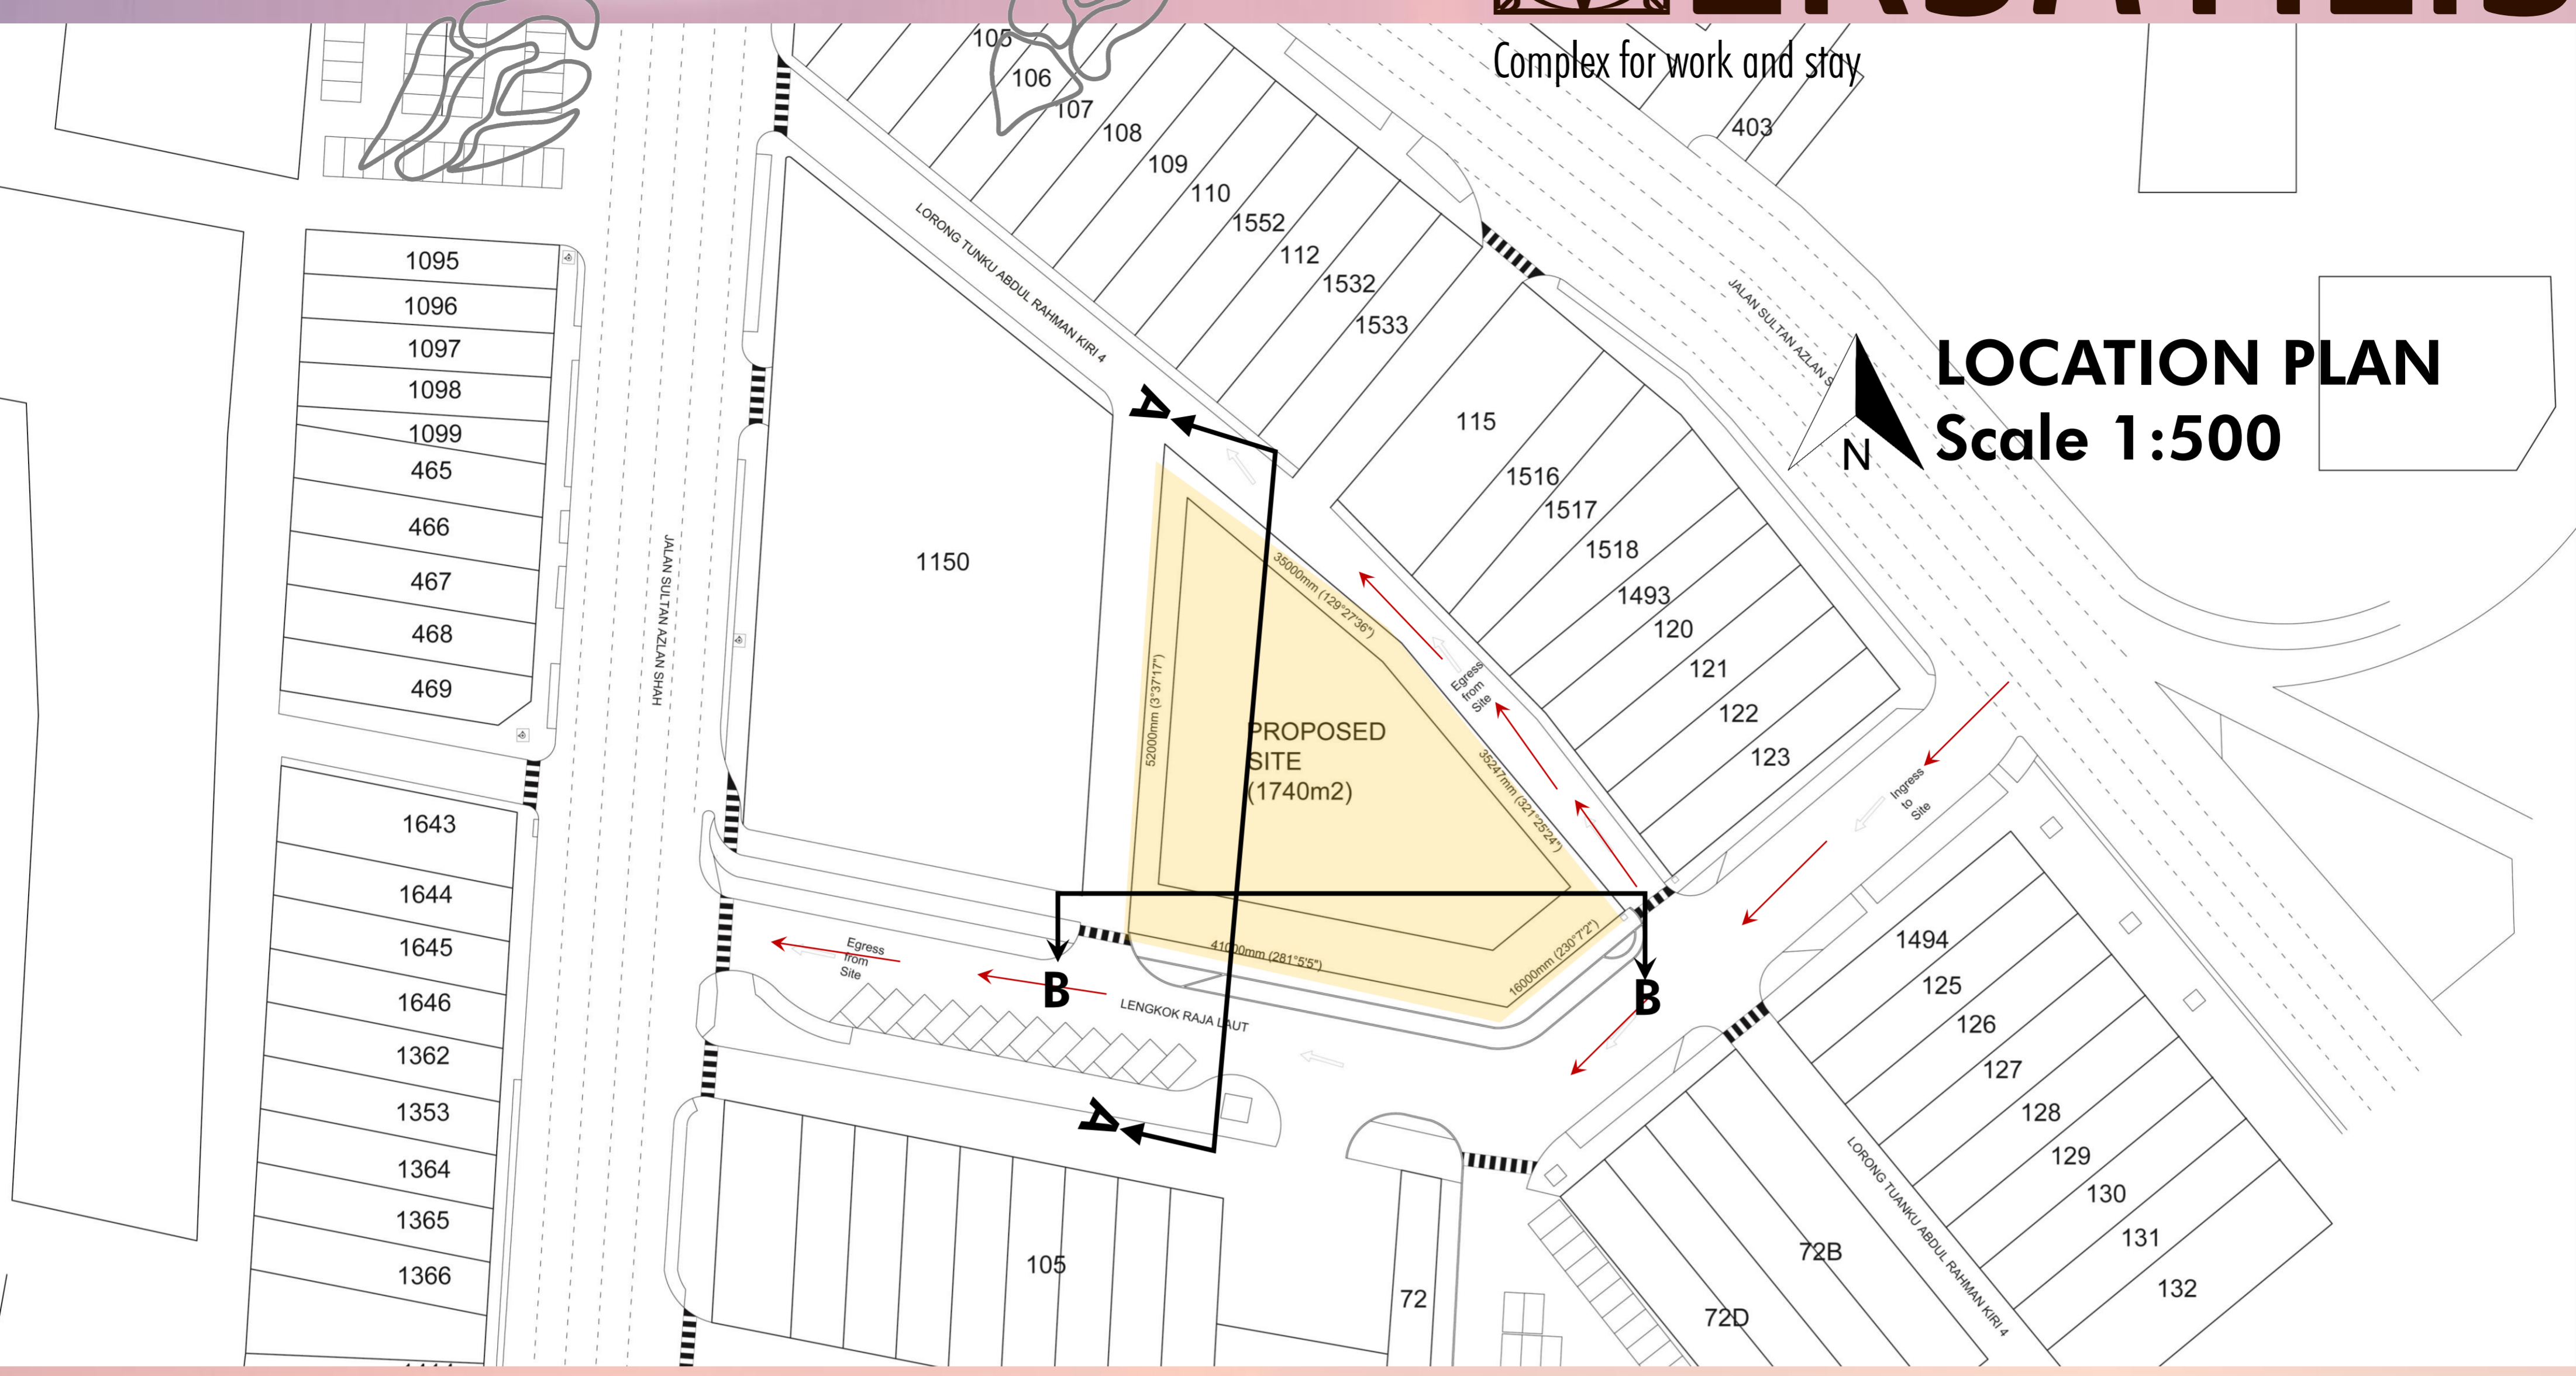 Complex for work and stay
LOCATION PLAN
Scale 1:500
N
105
106
107
108
109
110
1552
112
1532
1533
403
115
1516
1517
1518
1493
120
121
122
123
1095
1096
1097
1098
1099
465
466
467
468
469
1643
1644
1645
1646
1362
1353
1364
1365
1366
1150
LORONG TUNKU ABDUL RAHMAN KIRI 4
JALAN SULTAN AZLAN S
JALAN SULTAN AZLAN SHAH
A
35000mm (129°27'36")
52000mm (3°37'17")
35247mm (321°25'24")
41000mm (281°5'5")
16000mm (230°7'2")
PROPOSED
SITE
(1740m2)
Egress
from
Site
Ingress
to
Site
Egress
from
Site
B
B
LENGKOK RAJA LAUT
A
1494
125
126
127
128
129
130
131
132
LORONG TUANKU ABDUL RAHMAN KIRI 4
105
72
72B
72D